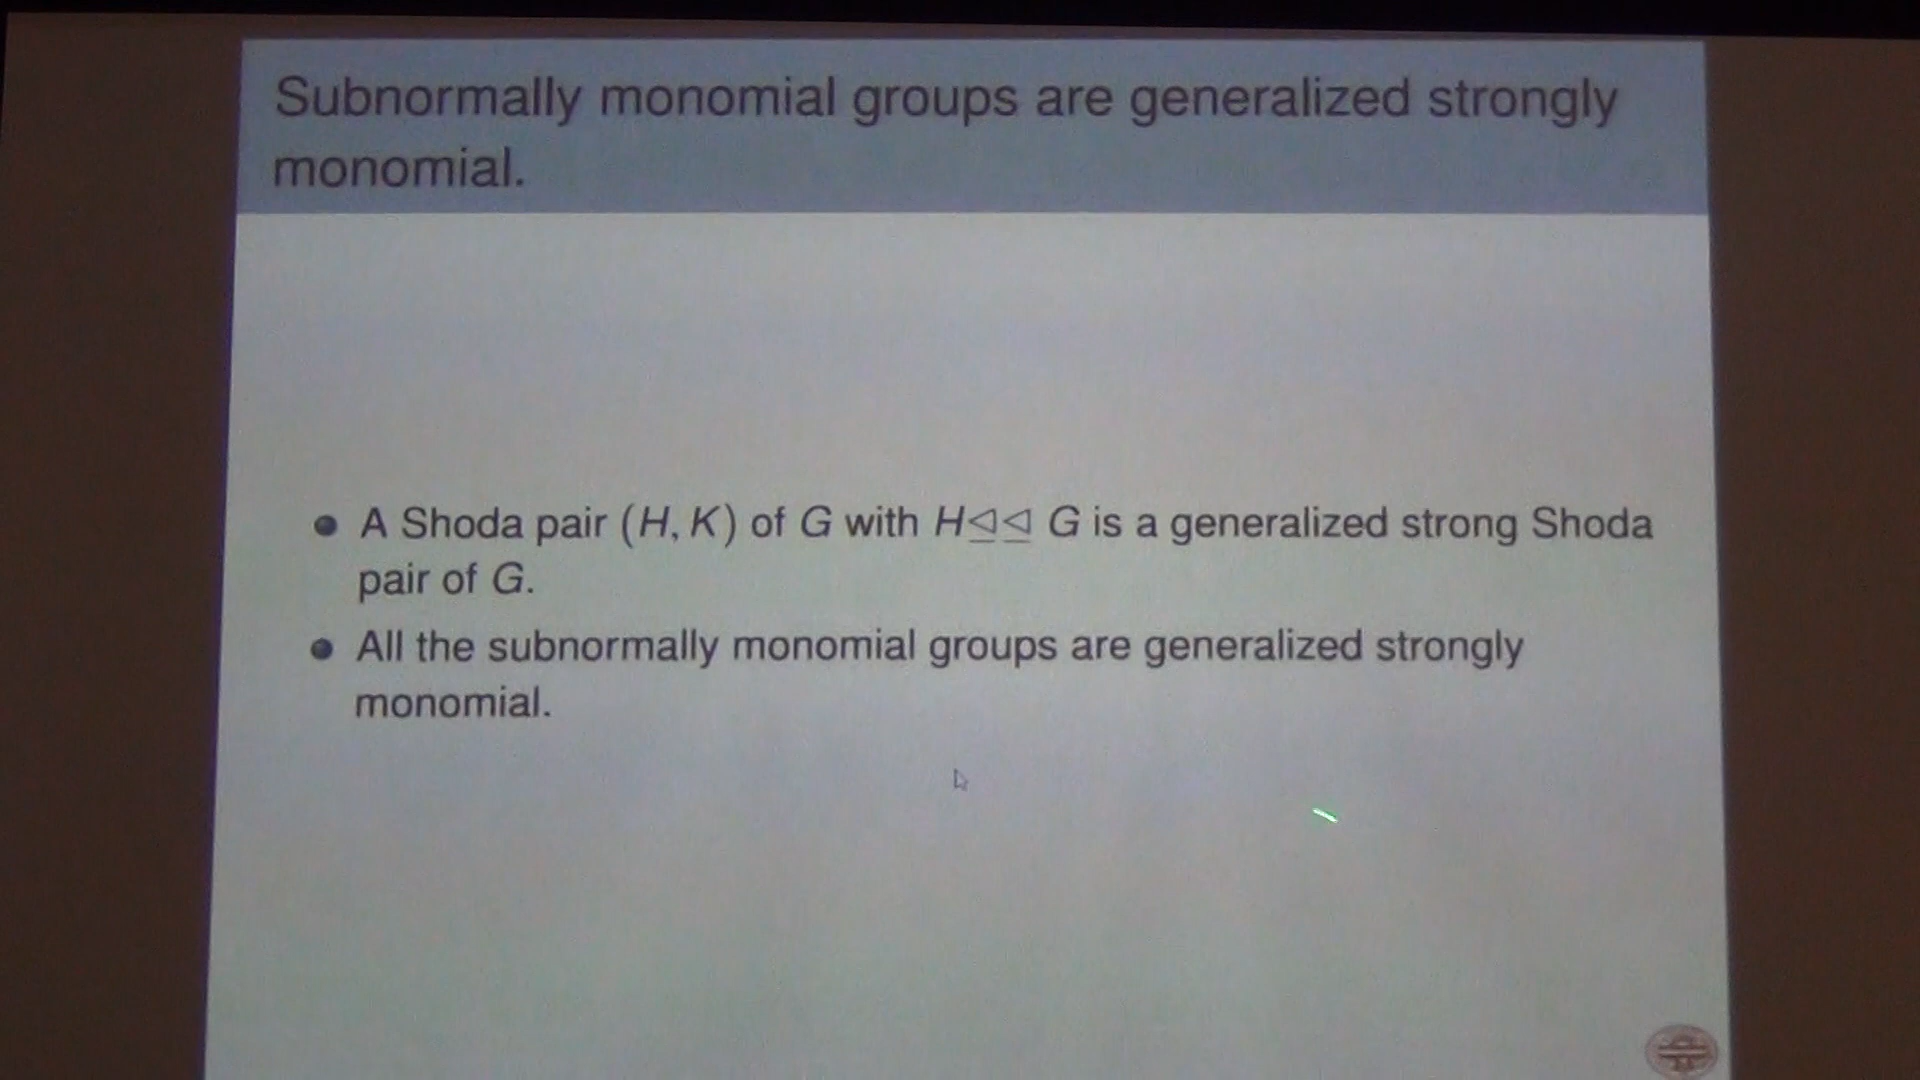 Subnormally monomial groups are generalized strongly
monomial.
• A Shoda pair (H, K) of G with H⊴⊴ G is a generalized strong Shoda
pair of G.
• All the subnormally monomial groups are generalized strongly
monomial.